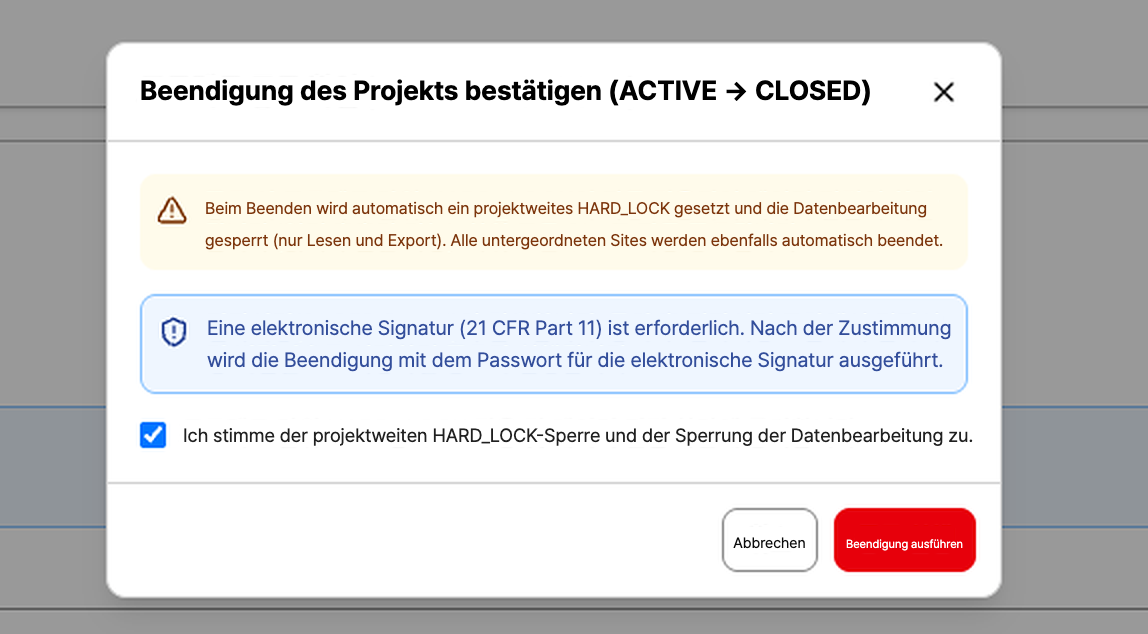 Beendigung des Projekts bestätigen (ACTIVE → CLOSED)
Beim Beenden wird automatisch ein projektweites HARD_LOCK gesetzt und die Datenbearbeitung
gesperrt (nur Lesen und Export). Alle untergeordneten Sites werden ebenfalls automatisch beendet.
Eine elektronische Signatur (21 CFR Part 11) ist erforderlich. Nach der Zustimmung
wird die Beendigung mit dem Passwort für die elektronische Signatur ausgeführt.
Ich stimme der projektweiten HARD_LOCK-Sperre und der Sperrung der Datenbearbeitung zu.
Abbrechen
Beendigung ausführen